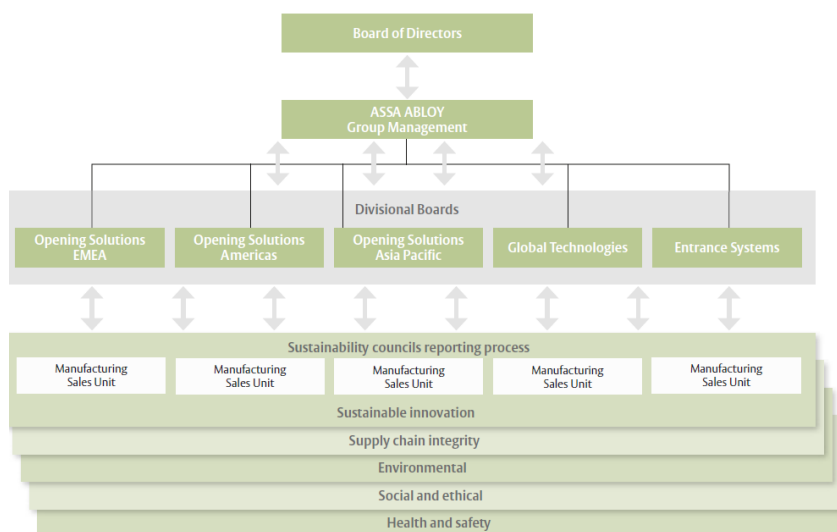 Board of Directors
ASSA ABLOY
Group Management
Divisional Boards
Opening Solutions
EMEA
Opening Solutions
Americas
Opening Solutions
Asia Pacific
Global Technologies
Entrance Systems
Sustainability councils reporting process
Manufacturing
Sales Unit
Manufacturing
Sales Unit
Manufacturing
Sales Unit
Manufacturing
Sales Unit
Manufacturing
Sales Unit
Sustainable innovation
Supply chain integrity
Environmental
Social and ethical
Health and safety